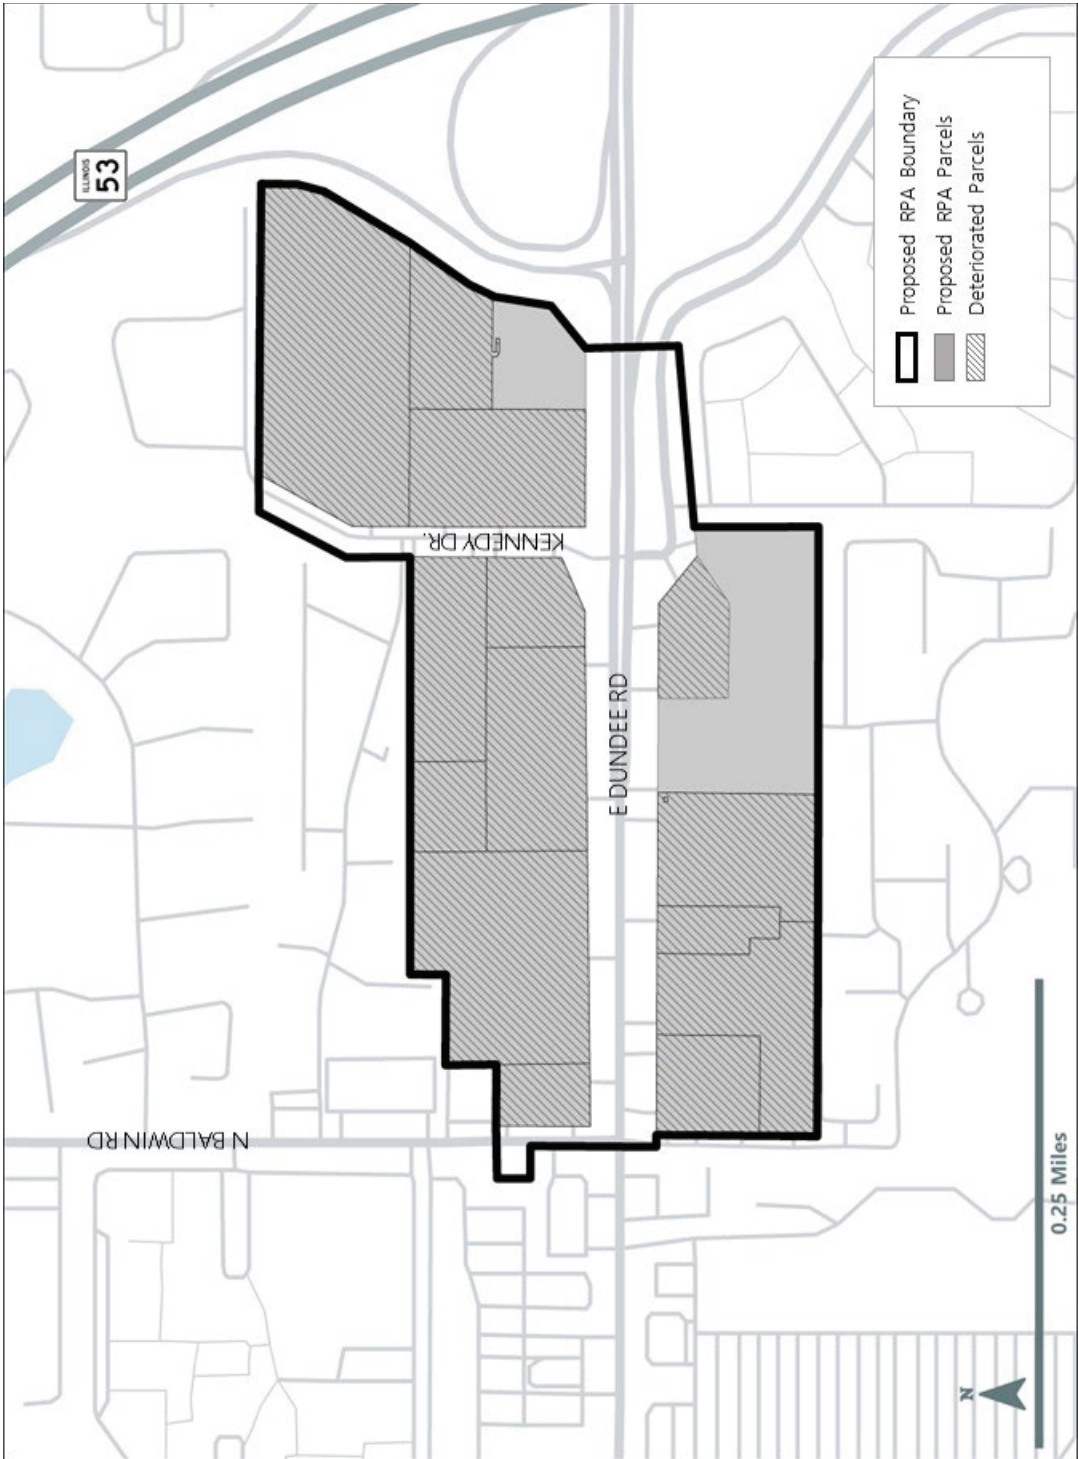 ILLINOIS
53
KENNEDY DR.
E DUNDEE RD
N BALDWIN RD
Proposed RPA Boundary
Proposed RPA Parcels
Deteriorated Parcels
N
0.25 Miles